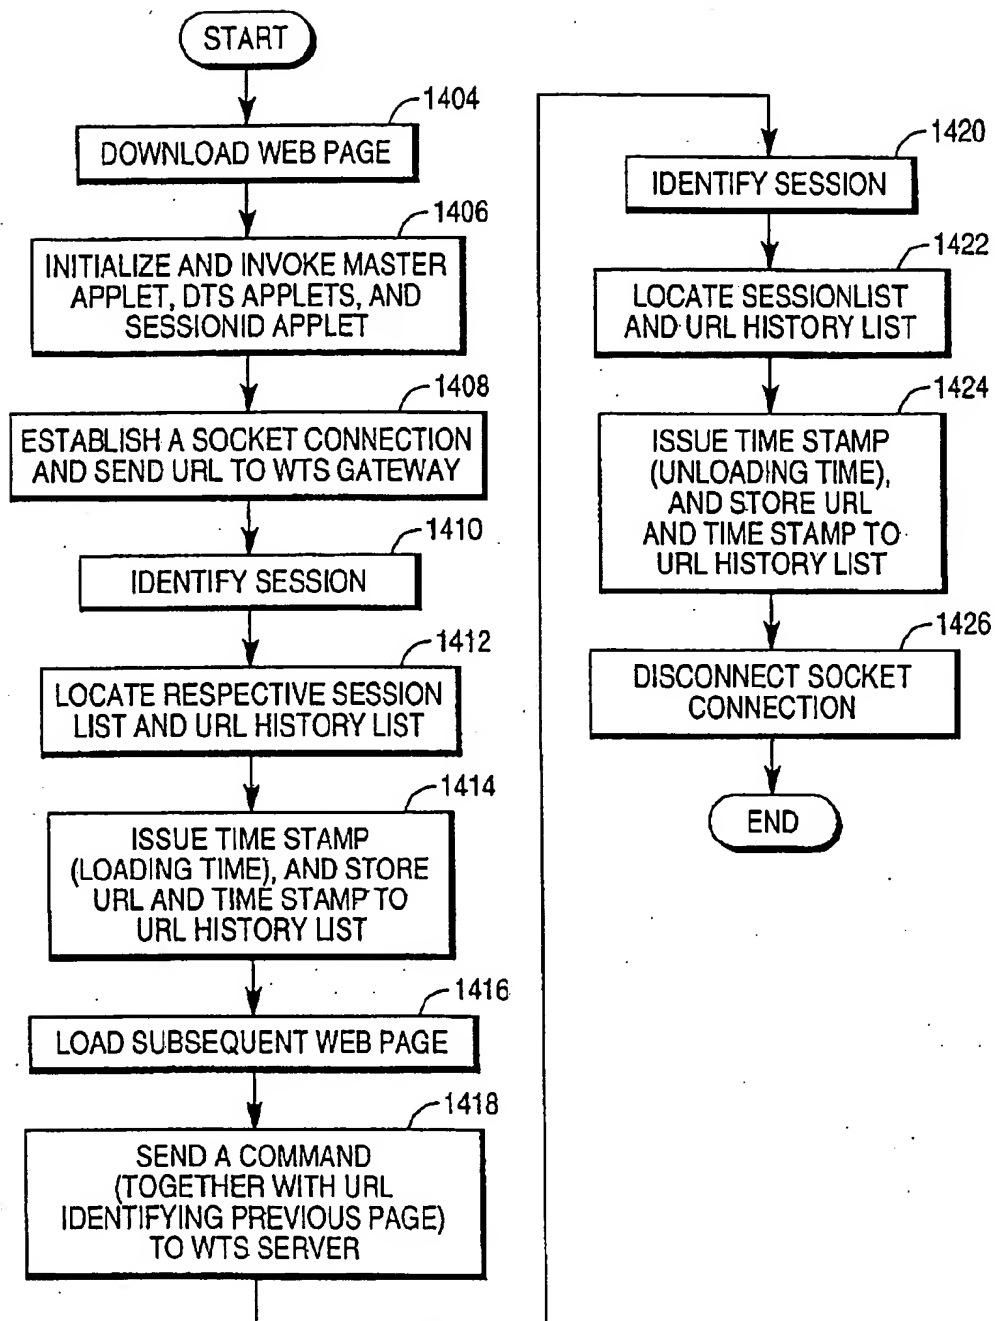 START
1404
DOWNLOAD WEB PAGE
1406
INITIALIZE AND INVOKE MASTER
APPLET, DTS APPLETS, AND
SESSIONID APPLET
1408
ESTABLISH A SOCKET CONNECTION
AND SEND URL TO WTS GATEWAY
1410
IDENTIFY SESSION
1412
LOCATE RESPECTIVE SESSION
LIST AND URL HISTORY LIST
1414
ISSUE TIME STAMP
(LOADING TIME), AND STORE
URL AND TIME STAMP TO
URL HISTORY LIST
1416
LOAD SUBSEQUENT WEB PAGE
1418
SEND A COMMAND
(TOGETHER WITH URL
IDENTIFYING PREVIOUS PAGE)
TO WTS SERVER
1420
IDENTIFY SESSION
1422
LOCATE SESSIONLIST
AND URL HISTORY LIST
1424
ISSUE TIME STAMP
(UNLOADING TIME),
AND STORE URL
AND TIME STAMP TO
URL HISTORY LIST
1426
DISCONNECT SOCKET
CONNECTION
END